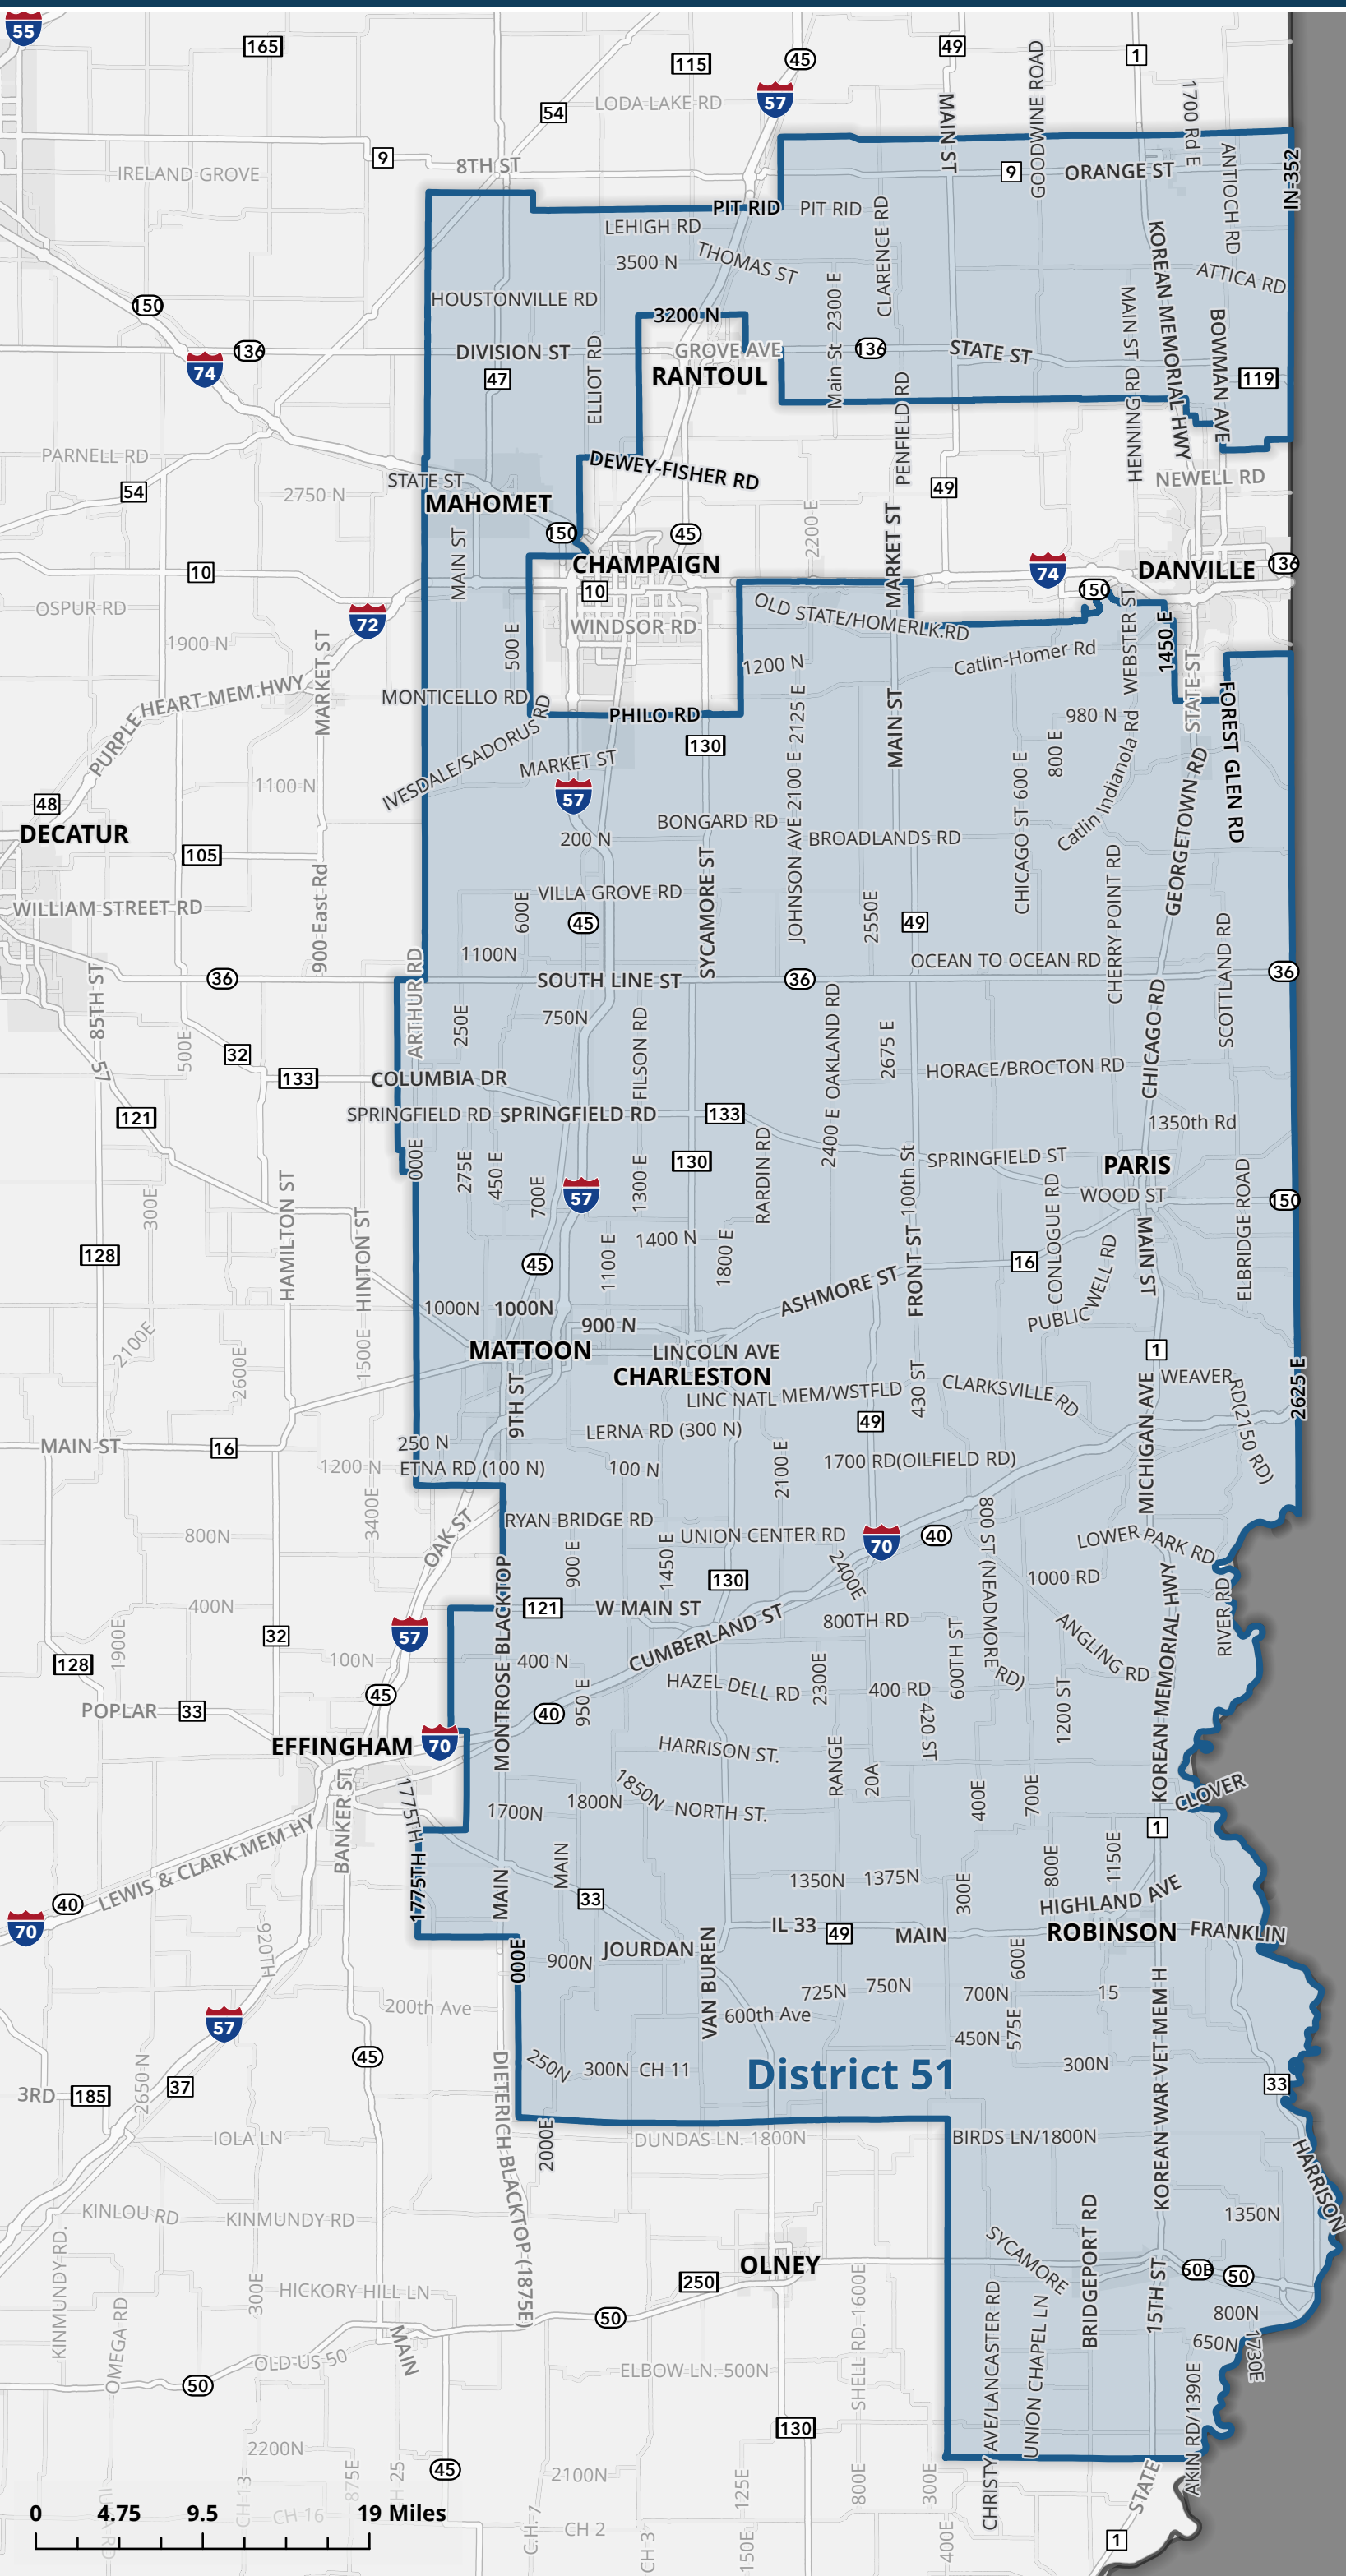 55
165
115
45
49
1
57
54
LODA LAKE RD
MAIN ST
GOODWINE ROAD
1700 Rd E
9
8TH ST
IRELAND GROVE
9
ORANGE ST
ANTIOCH RD
IN-352
PIT RID
PIT RID
CLARENCE RD
LEHIGH RD
3500 N
THOMAS ST
KOREAN MEMORIAL HWY
ATTICA RD
HOUSTONVILLE RD
2300 E
150
3200 N
MAIN ST
BOWMAN AVE
136
74
DIVISION ST
47
ELLIOT RD
GROVE AVE
RANTOUL
Main St
136
STATE ST
119
HENNING RD
PENFIELD RD
PARNELL RD
STATE ST
DEWEY-FISHER RD
NEWELL RD
54
2750 N
MAHOMET
49
150
45
2200 E
MARKET ST
MAIN ST
CHAMPAIGN
10
10
74
DANVILLE
136
150
OSPUR RD
72
WINDSOR RD
OLD STATE/HOMERLK.RD
WEBSTER ST
1450 E
1900 N
MARKET ST
500 E
1200 N
Catlin-Homer Rd
STATE ST
PURPLE HEART MEM.HWY
MONTICELLO RD
PHILO RD
980 N
FOREST GLEN RD
IVESDALE/SADORUS RD
MARKET ST
130
2125 E
MAIN ST
800 E
Catlin Indianola Rd
GEORGETOWN RD
1100 N
57
2100 E
600 E
48
DECATUR
200 N
BONGARD RD
JOHNSON AVE
BROADLANDS RD
CHICAGO ST
105
SYCAMORE ST
CHERRY POINT RD
WILLIAM STREET RD
900 East Rd
600E
VILLA GROVE RD
45
2550E
49
SCOTLAND RD
1100N
OCEAN TO OCEAN RD
36
85TH ST
ARTHUR RD
SOUTH LINE ST
36
36
250E
750N
FILSON RD
OAKLAND RD
2675 E
CHICAGO RD
57
500E
32
133
COLUMBIA DR
HORACE/BROCTON RD
121
SPRINGFIELD RD
SPRINGFIELD RD
133
2400 E
1350th Rd
000E
275E
450 E
130
RARDIN RD
100th St
SPRINGFIELD ST
PARIS
300E
HAMILTON ST
HINTON ST
700E
57
1300 E
CONLOGUE RD
WOOD ST
ELBRIDGE ROAD
150
128
45
1100 E
1400 N
1800 E
FRONT ST
16
PUBLIC WELL RD
MAIN ST
2100E
1000N
1000N
900 N
ASHMORE ST
2600E
1500E
MATTOON
LINCOLN AVE
CHARLESTON
1
WEAVER RD(2150 RD)
2625 E
9TH ST
LINC NATL MEM/WSTFLD
430 ST
CLARKSVILLE RD
MICHIGAN AVE
MAIN ST
16
250 N
LERNA RD (300 N)
49
1200 N
ETNA RD (100 N)
100 N
2100 E
1700 RD(OILFIELD RD)
800N
3400E
OAK ST
RYAN BRIDGE RD
UNION CENTER RD
70
40
800 ST (NEADMORE RD)
LOWER PARK RD
900 E
1450 E
130
2400E
1000 RD
RIVER RD
400N
1900E
32
57
MONTROSE BLACKTOP
121
W MAIN ST
CUMBERLAND ST
800TH RD
600TH ST
ANGLING RD
KOREAN MEMORIAL HWY
128
100N
400 N
45
HAZEL DELL RD
2300E
400 RD
1200 ST
POPLAR
33
950 E
40
420 ST
EFFINGHAM
70
HARRISON ST.
RANGE
20A
1775TH
1850N
1800N
NORTH ST.
400E
700E
CLOVER
1700N
1
BANKER ST
LEWIS & CLARK MEM HY
40
70
1775TH
MAIN
MAIN
33
1350N
1375N
300E
800E
1150E
HIGHLAND AVE
IL 33
49
MAIN
ROBINSON
FRANKLIN
920TH
000E
900N
JOURDAN
VAN BUREN
600E
57
200th Ave
600th Ave
725N
750N
700N
15
KOREAN WAR VET MEM H
45
575E
450N
300N
3RD
185
2650 N
37
DIETERICH BLACKTOP (1875E)
250N
300N CH 11
District 51
33
IOLA LN
2000E
DUNDAS LN. 1800N
BIRDS LN/1800N
HARRISON
KINLOU RD
KINMUNDY RD
BRIDGEPORT RD
1350N
KINMUNDY RD.
OLNEY
SYCAMORE
50B
50
HICKORY HILL LN
300E
250
SHELL RD. 1600E
15TH ST
OMEGA RD
50
MAIN
CHRISTY AVE/LANCASTER RD
UNION CHAPEL LN
800N
OLD US 50
650N
1730E
50
ELBOW LN. 500N
130
AKIN RD/1390E
2200N
45
875E
CH 25
2100N
125E
800E
300E
STATE
CH 13
CH 16
C.H. 7
CH 2
CH 3
150E
400E
1
0 4.75 9.5 19 Miles